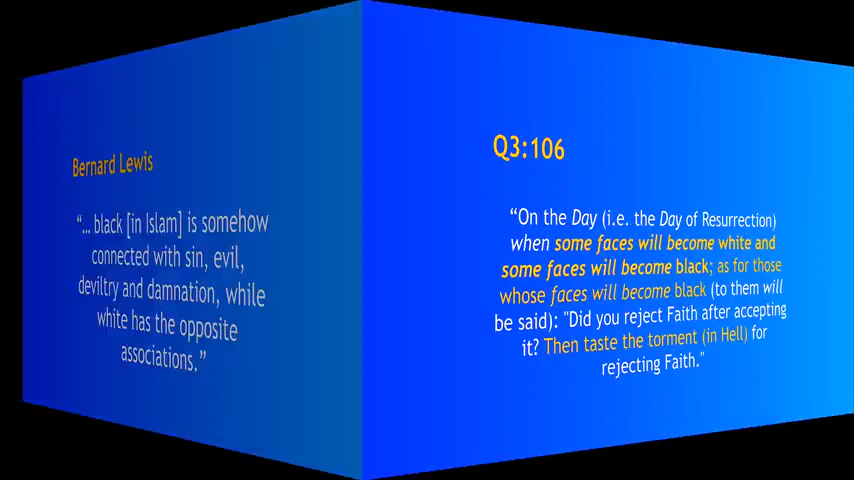 Bernard Lewis
“... black [in Islam] is somehow
connected with sin, evil,
deviltry and damnation, while
white has the opposite
associations.”
Q3:106
“On the Day (i.e. the Day of Resurrection)
when some faces will become white and
some faces will become black; as for those
whose faces will become black (to them will
be said): "Did you reject Faith after accepting
it? Then taste the torment (in Hell) for
rejecting Faith."